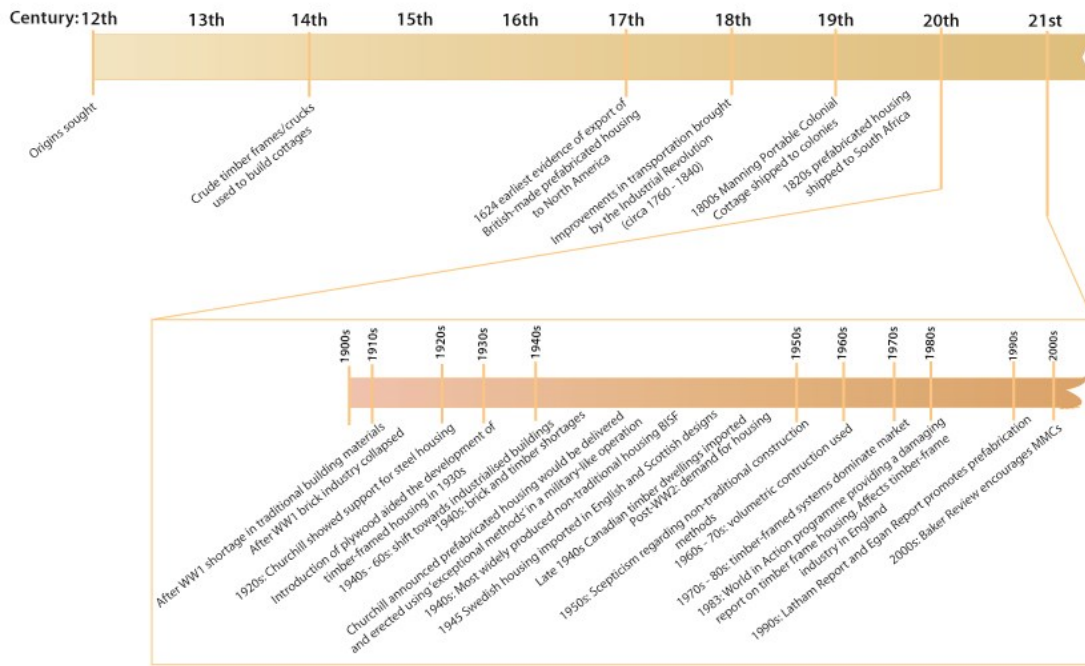 Century: 12th 13th 14th 15th 16th 17th 18th 19th 20th 21st
Origins sought
Crude timber frames/crucks
used to build cottages
1624 earliest evidence of export of
British-made prefabricated housing
to North America
Improvements in transportation brought
by the Industrial Revolution
(circa 1760 - 1840)
1800s Manning Portable Colonial
Cottage shipped to colonies
1820s prefabricated housing
shipped to South Africa
1900s 1910s 1920s 1930s 1940s 1950s 1960s 1970s 1980s 1990s 2000s
After WW1 shortage in traditional building materials
After WW1 brick industry collapsed
1920s: Churchill showed support for steel housing
Introduction of plywood aided the development of
timber-framed housing in 1930s
1940s - 60s: shift towards industrialised buildings
1940s: brick and timber shortages
Churchill announced prefabricated housing would be delivered
and erected using 'exceptional methods' in a military-like operation
1940s: Most widely produced non-traditional housing BISF
1945 Swedish housing imported in English and Scottish designs
Late 1940s Canadian timber dwellings imported
Post-WW2: demand for housing
1950s: Scepticism regarding non-traditional construction
methods
1960s - 70s: volumetric contruction used
1970s - 80s: timber-framed systems dominate market
1983: World in Action programme providing a damaging
report on timber frame housing. Affects timber-frame
industry in England
1990s: Latham Report and Egan Report promotes prefabrication
2000s: Baker Review encourages MMCs